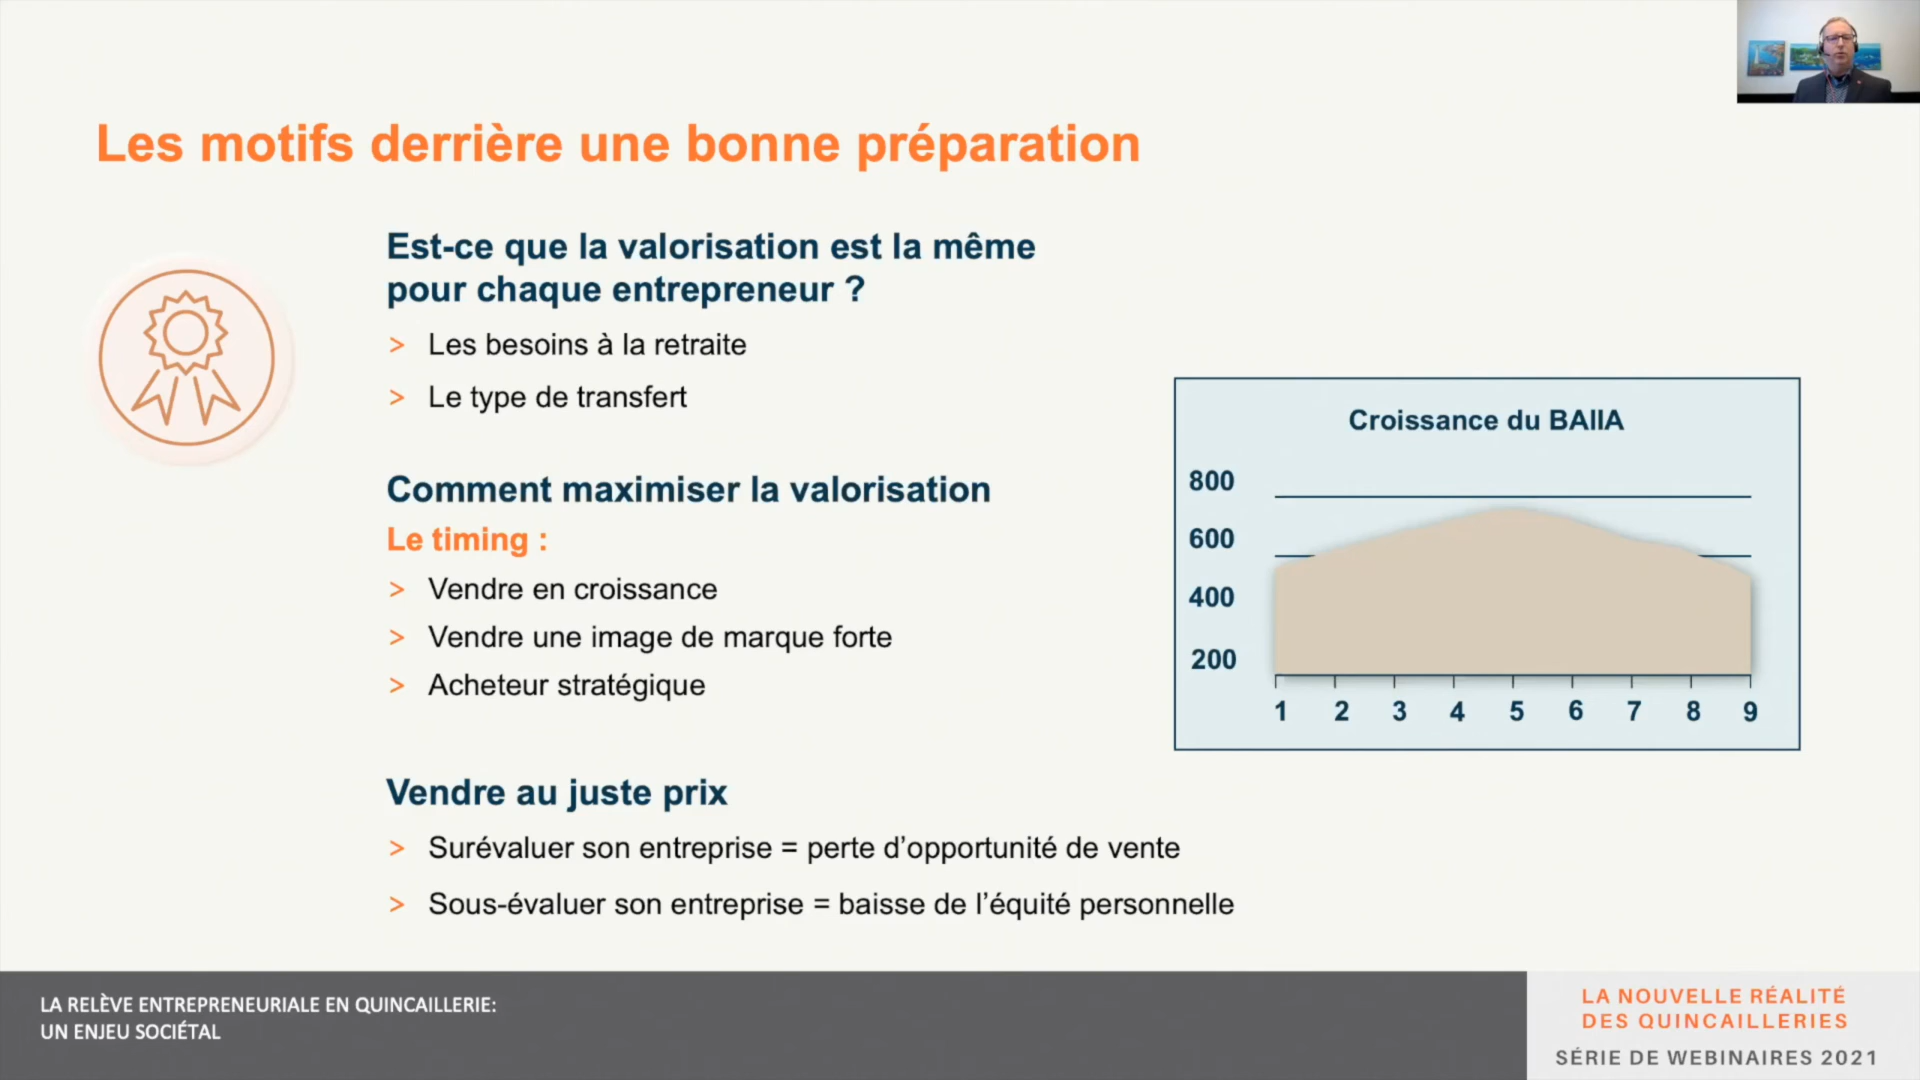 Les motifs derrière une bonne préparation
Est-ce que la valorisation est la même
pour chaque entrepreneur ?
> Les besoins à la retraite
> Le type de transfert
Comment maximiser la valorisation
Le timing :
> Vendre en croissance
> Vendre une image de marque forte
> Acheteur stratégique
Croissance du BAIIA
800
600
400
200
1 2 3 4 5 6 7 8 9
Vendre au juste prix
> Surévaluer son entreprise = perte d’opportunité de vente
> Sous-évaluer son entreprise = baisse de l’équité personnelle
LA RELÈVE ENTREPRENEURIALE EN QUINCAILLERIE:
UN ENJEU SOCIÉTAL
LA NOUVELLE RÉALITÉ
DES QUINCAILLERIES
SÉRIE DE WEBINAIRES 2021